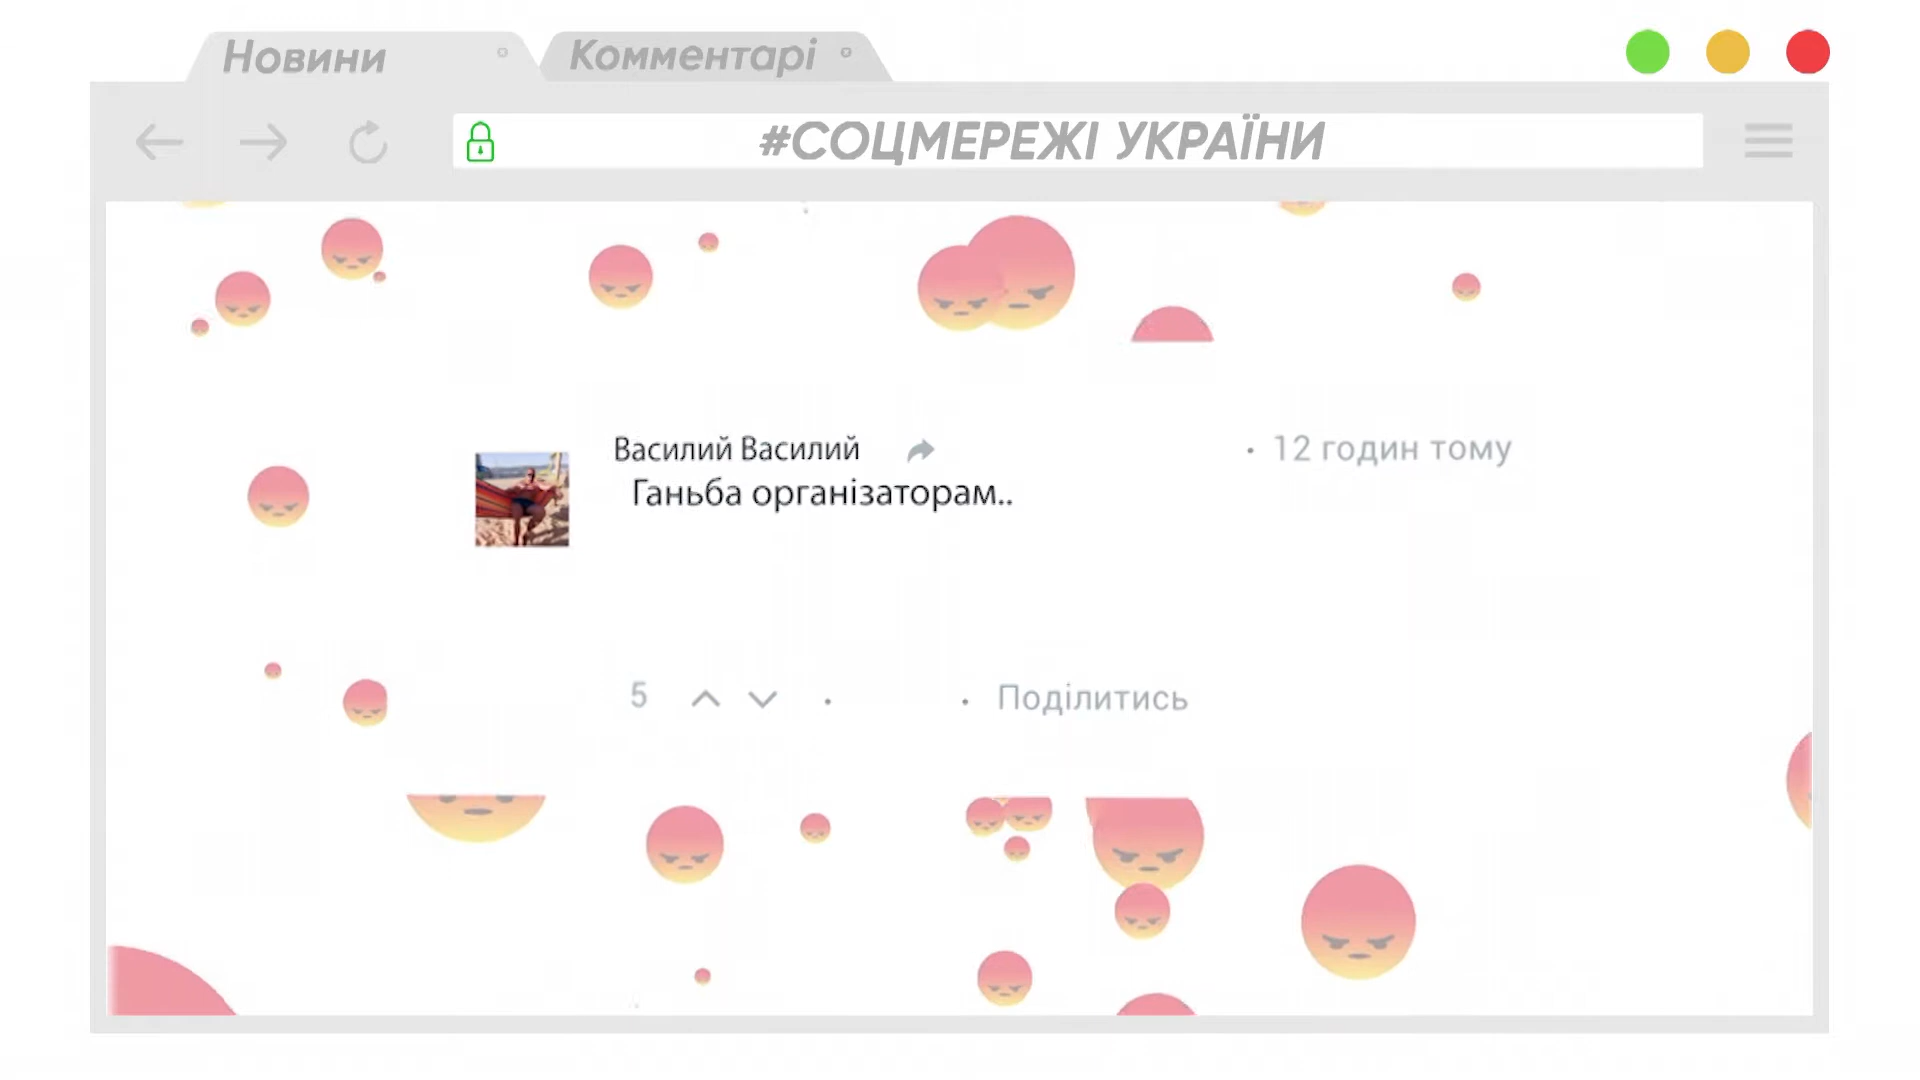 Новини
Комментарі
#СОЦМЕРЕЖІ УКРАЇНИ
Василий Василий
· 12 годин тому
Ганьба організаторам..
5
· Поділитись